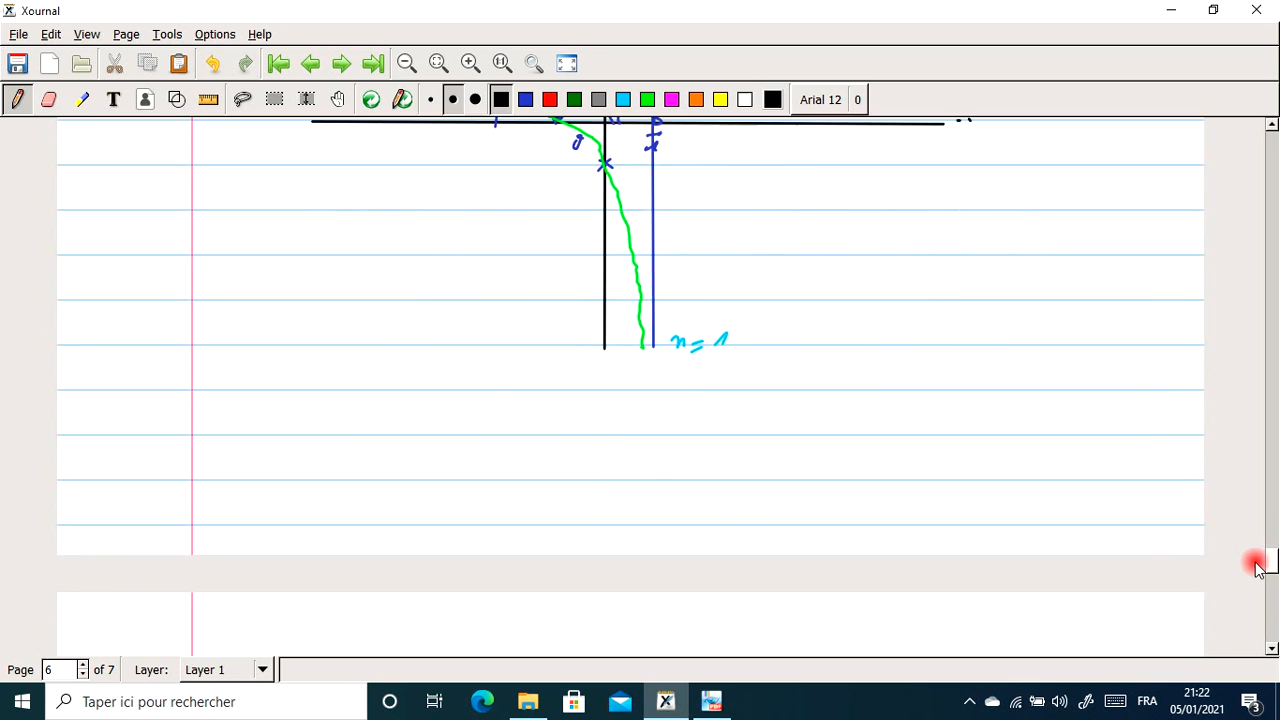 Xournal
File Edit View Page Tools Options Help
Arial 12 0
n = 1
Page 6 of 7 Layer: Layer 1
Taper ici pour rechercher
FRA
21:22
05/01/2021
3